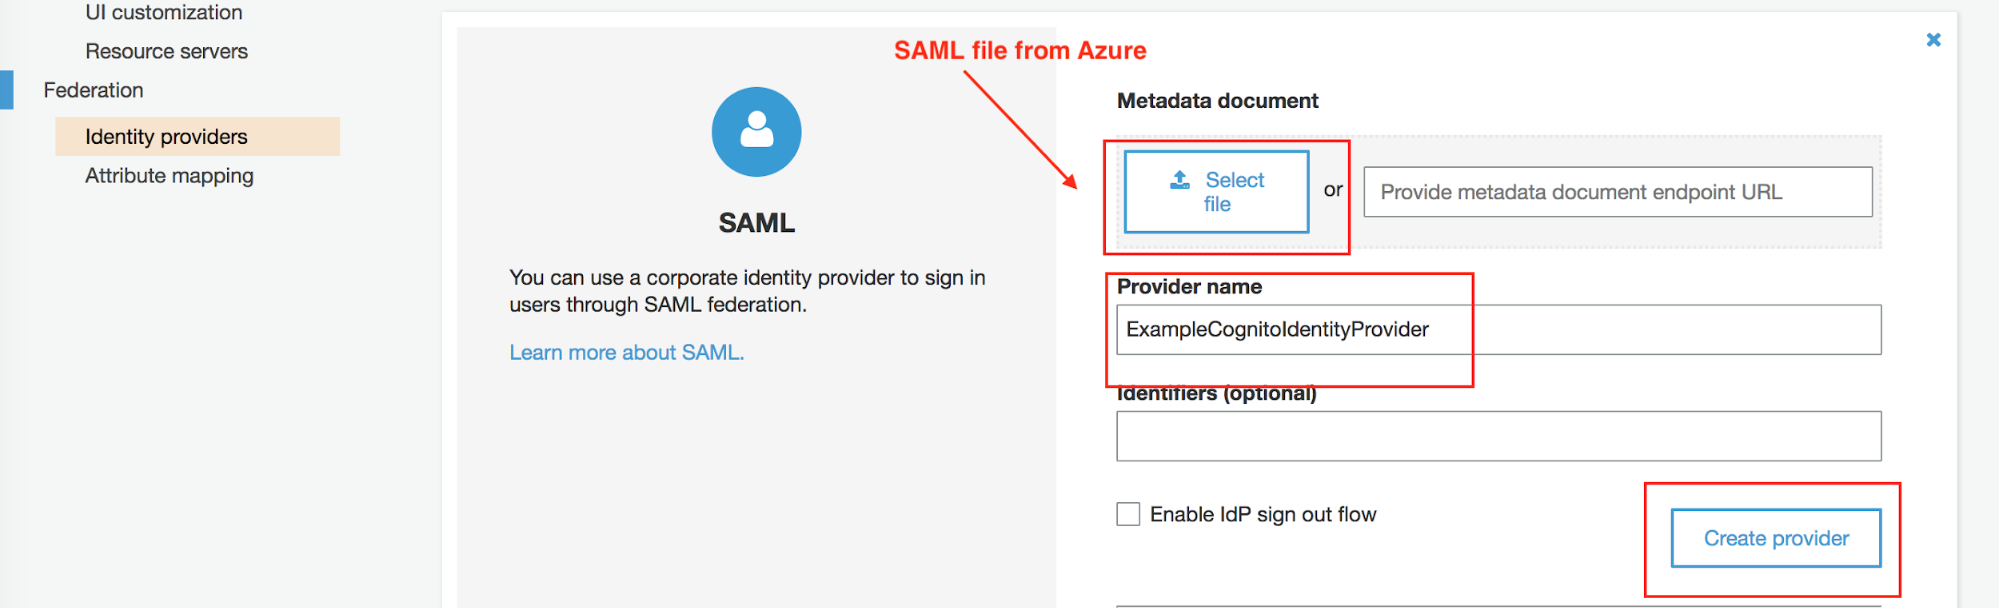 UI customization
Resource servers
Federation
Identity providers
Attribute mapping
SAML
You can use a corporate identity provider to sign in
users through SAML federation.
Learn more about SAML.
SAML file from Azure
Metadata document
Select
file
or
Provide metadata document endpoint URL
Provider name
ExampleCognitoIdentityProvider
Identifiers (optional)
Enable IdP sign out flow
Create provider